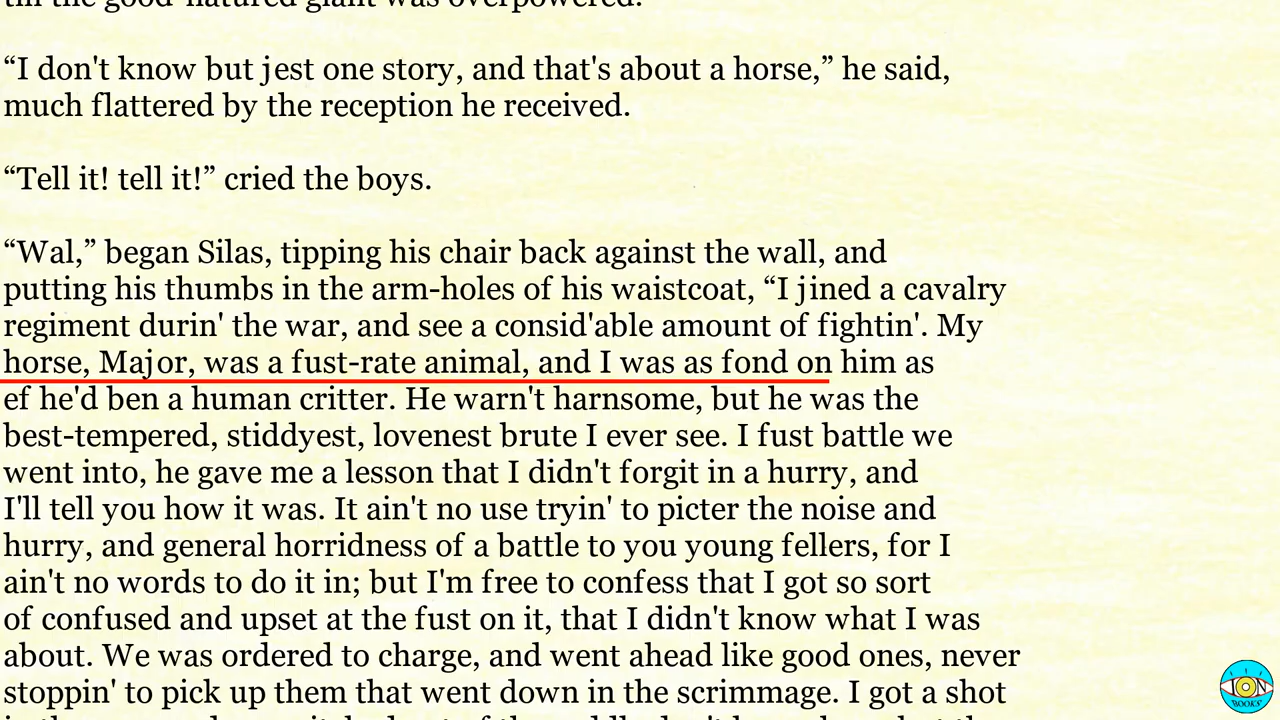 till the good-natured giant was overpowered.
“I don't know but jest one story, and that's about a horse,” he said,
much flattered by the reception he received.
“Tell it! tell it!” cried the boys.
“Wal,” began Silas, tipping his chair back against the wall, and
putting his thumbs in the arm-holes of his waistcoat, “I jined a cavalry
regiment durin' the war, and see a consid'able amount of fightin'. My
horse, Major, was a fust-rate animal, and I was as fond on him as
ef he'd ben a human critter. He warn't harnsome, but he was the
best-tempered, stiddyest, lovenest brute I ever see. I fust battle we
went into, he gave me a lesson that I didn't forgit in a hurry, and
I'll tell you how it was. It ain't no use tryin' to picter the noise and
hurry, and general horridness of a battle to you young fellers, for I
ain't no words to do it in; but I'm free to confess that I got so sort
of confused and upset at the fust on it, that I didn't know what I was
about. We was ordered to charge, and went ahead like good ones, never
stoppin' to pick up them that went down in the scrimmage. I got a shot
ION
BOOKS